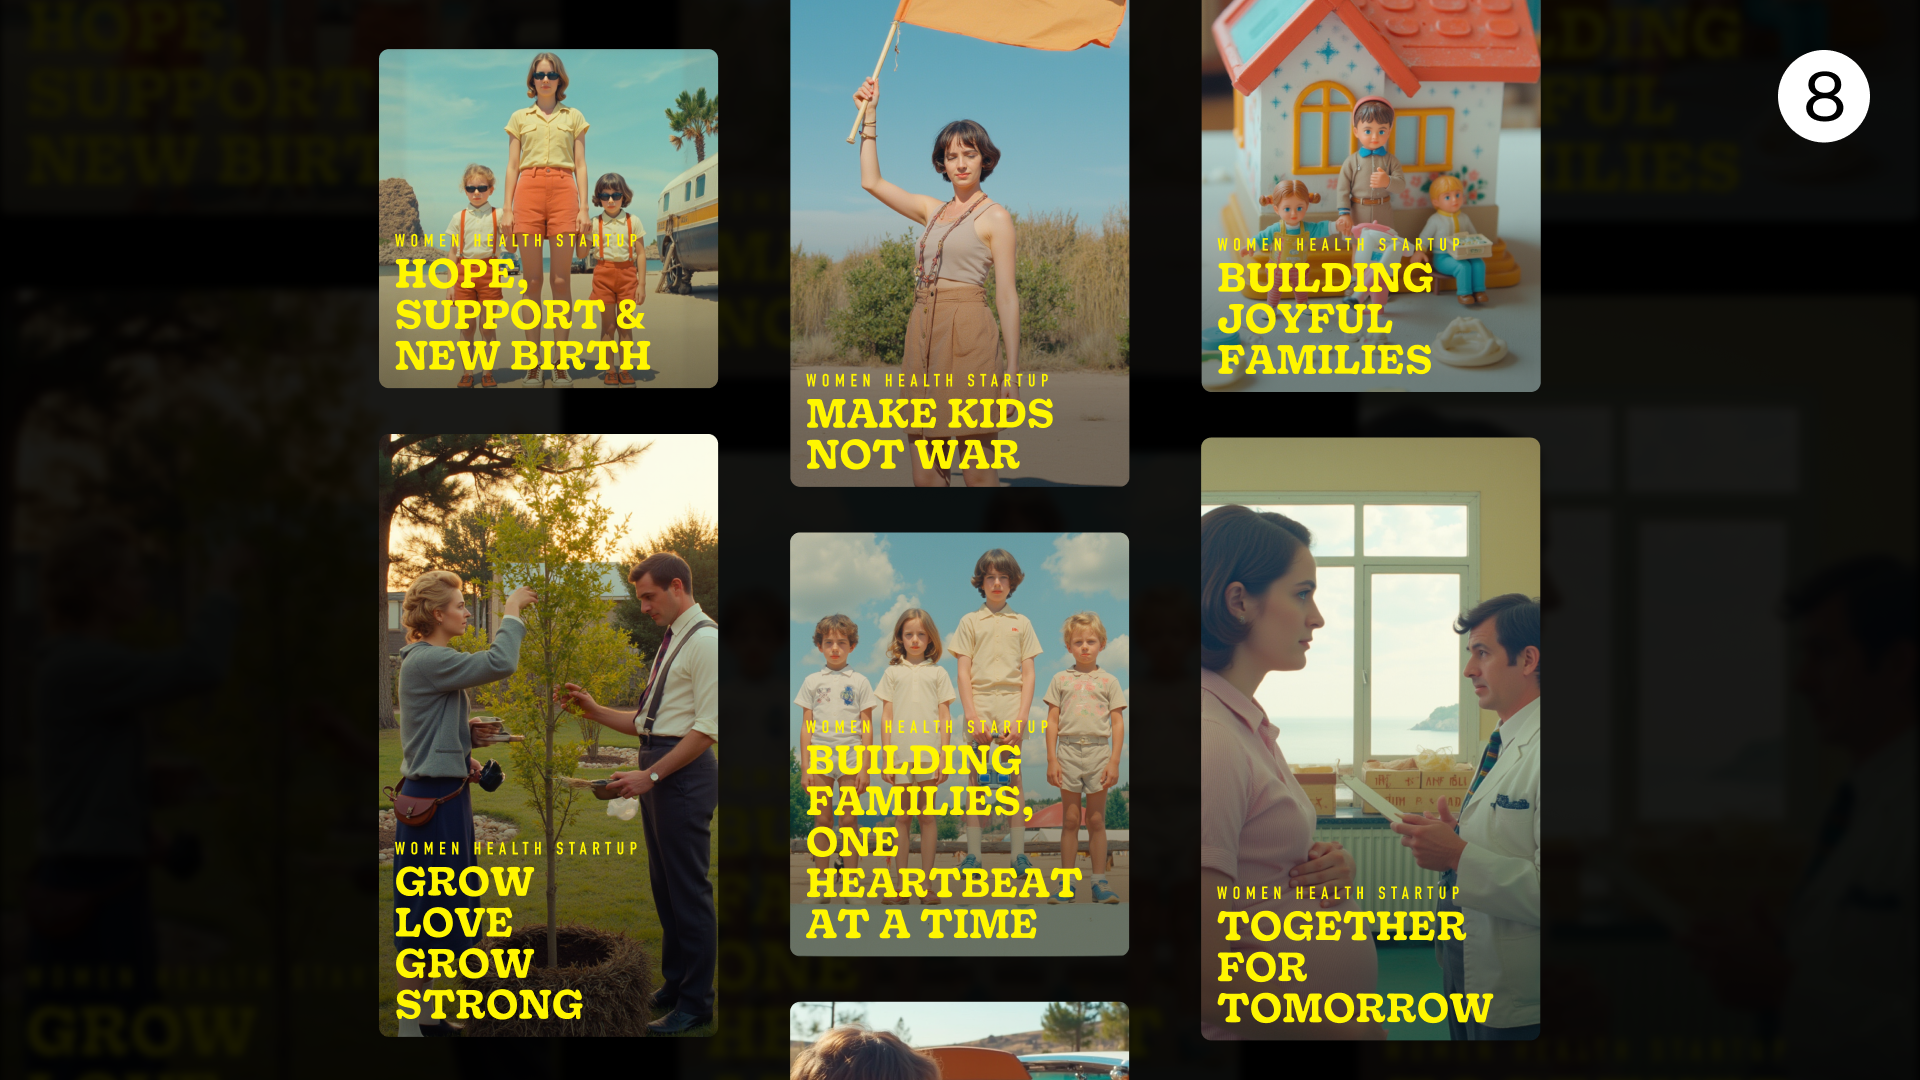 8
WOMEN HEALTH STARTUP
HOPE,
SUPPORT &
NEW BIRTH
WOMEN HEALTH STARTUP
MAKE KIDS
NOT WAR
WOMEN HEALTH STARTUP
BUILDING
JOYFUL
FAMILIES
WOMEN HEALTH STARTUP
GROW
LOVE
GROW
STRONG
WOMEN HEALTH STARTUP
BUILDING
FAMILIES,
ONE
HEARTBEAT
AT A TIME
WOMEN HEALTH STARTUP
TOGETHER
FOR
TOMORROW